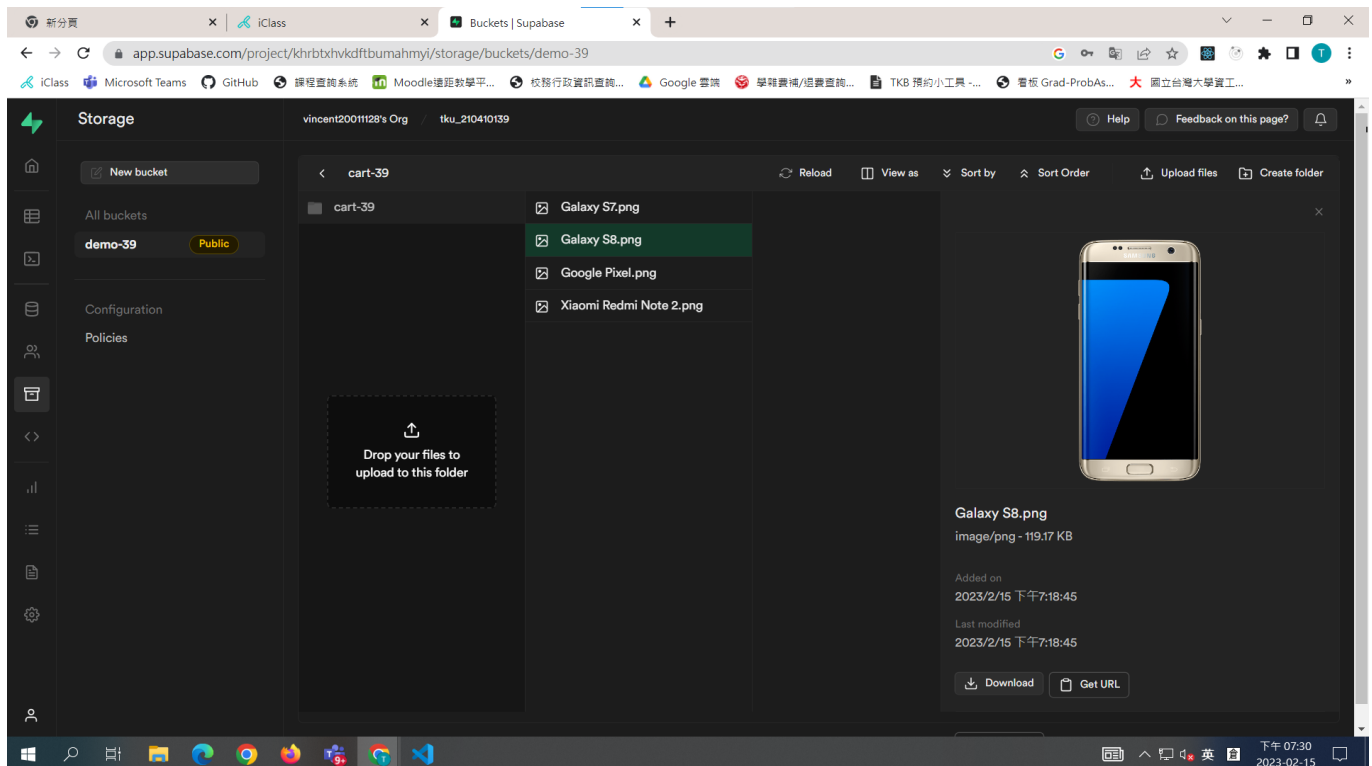 新分頁
iClass
Buckets | Supabase
app.supabase.com/project/khrbtxhvkdftbumahmyi/storage/buckets/demo-39
iClass Microsoft Teams GitHub 課程查詢系統 Moodle遠距教學平... 校務行政資訊查詢... Google 雲端 學雜費補/退費查詢... TKB 預約小工具 -... 看板 Grad-ProbAs... 國立台灣大學資工... »
Storage
vincent20011128's Org / tku_210410139
Help
Feedback on this page?
New bucket
All buckets
demo-39 Public
Configuration
Policies
cart-39
Reload View as Sort by Sort Order Upload files Create folder
cart-39
Drop your files to
upload to this folder
Galaxy S7.png
Galaxy S8.png
Google Pixel.png
Xiaomi Redmi Note 2.png
SAMSUNG
Galaxy S8.png
image/png - 119.17 KB
Added on
2023/2/15 下午7:18:45
Last modified
2023/2/15 下午7:18:45
Download Get URL
9+
英
下午 07:30
2023-02-15